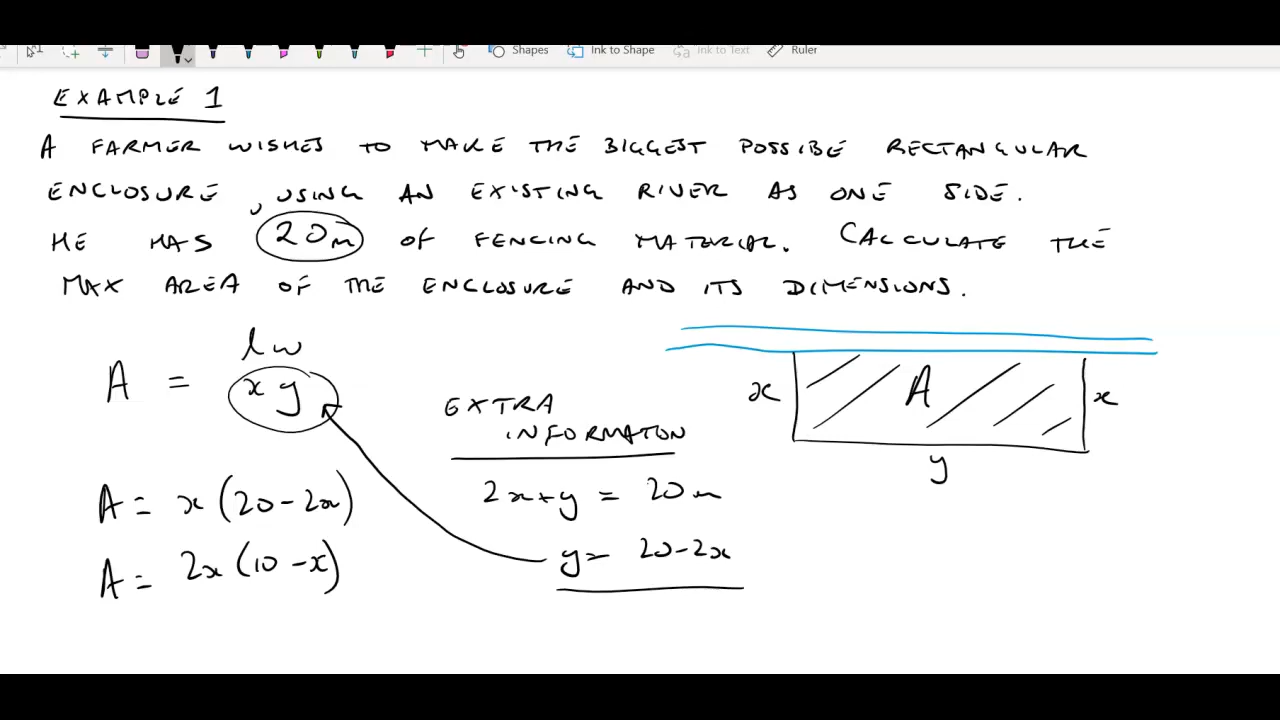 Shapes Ink to Shape Ink to Text Ruler
EXAMPLE 1
A FARMER WISHES TO MAKE THE BIGGEST POSSIBE RECTANGULAR
ENCLOSURE, USING AN EXISTING RIVER AS ONE SIDE.
HE HAS 20m OF FENCING MATERIAL. CALCULATE THE
MAX AREA OF THE ENCLOSURE AND ITS DIMENSIONS.
lw
A = xy
EXTRA
INFORMATON
2x+y = 20m
y = 20-2x
A = x(20-2x)
A = 2x(10-x)
x A x
y